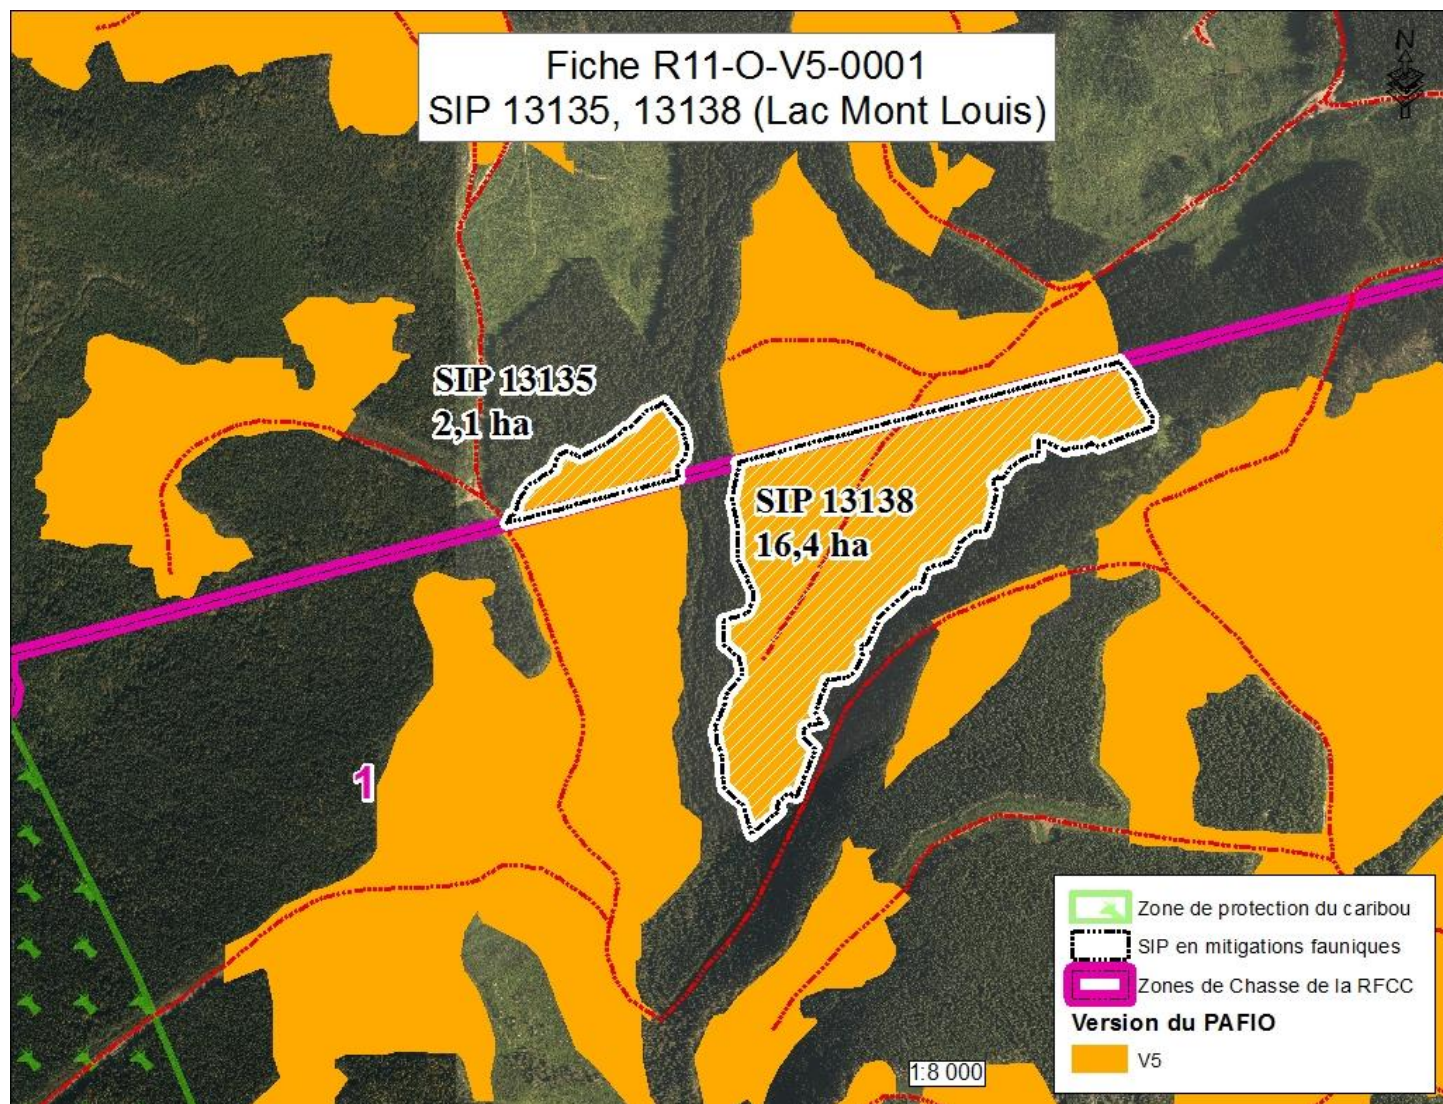 Fiche R11-O-V5-0001
SIP 13135, 13138 (Lac Mont Louis)
N
SIP 13135
2,1 ha
SIP 13138
16,4 ha
1
Zone de protection du caribou
SIP en mitigations fauniques
Zones de Chasse de la RFCC
Version du PAFIO
V5
1:8 000